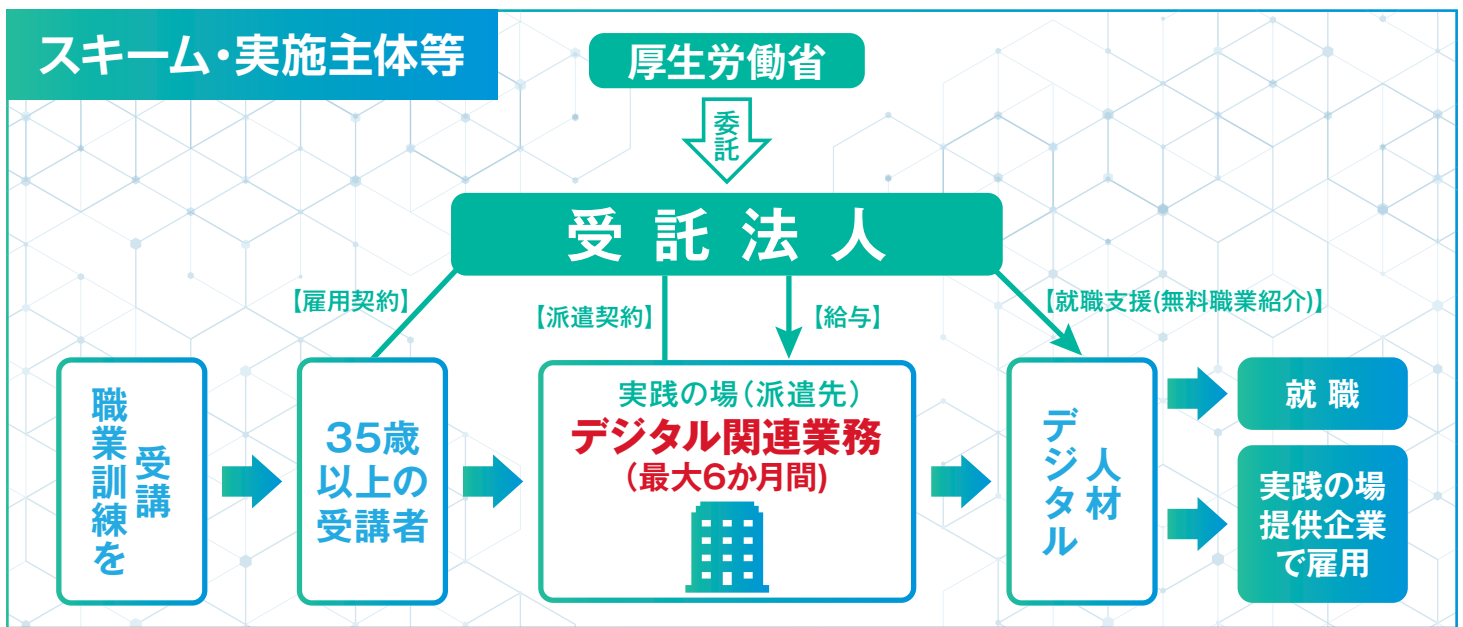 スキーム・実施主体等
厚生労働省
委託
受託法人
【雇用契約】
【派遣契約】
【給与】
【就職支援(無料職業紹介)】
職業訓練を
受講
35歳
以上の
受講者
実践の場（派遣先）
デジタル関連業務
（最大6か月間)
デジタル
人材
就職
実践の場
提供企業
で雇用